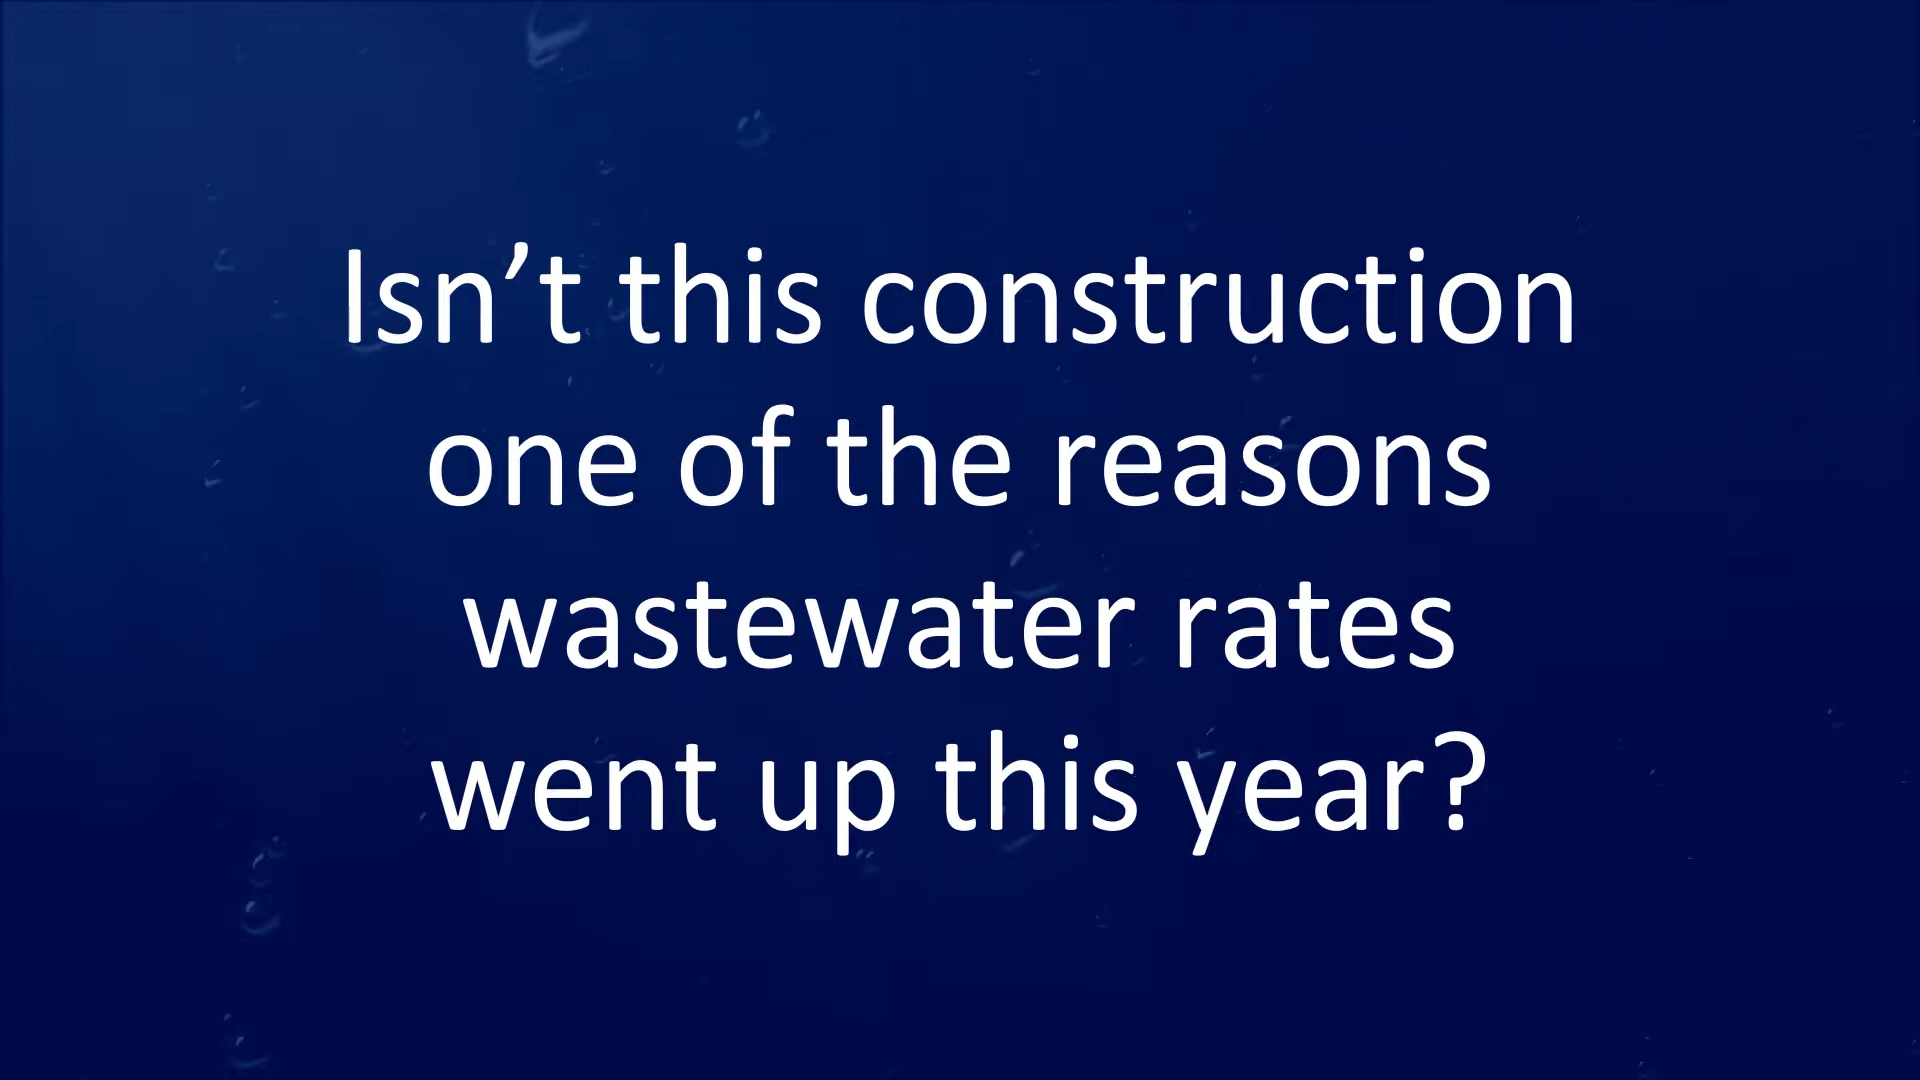 Isn’t this construction
one of the reasons
wastewater rates
went up this year?